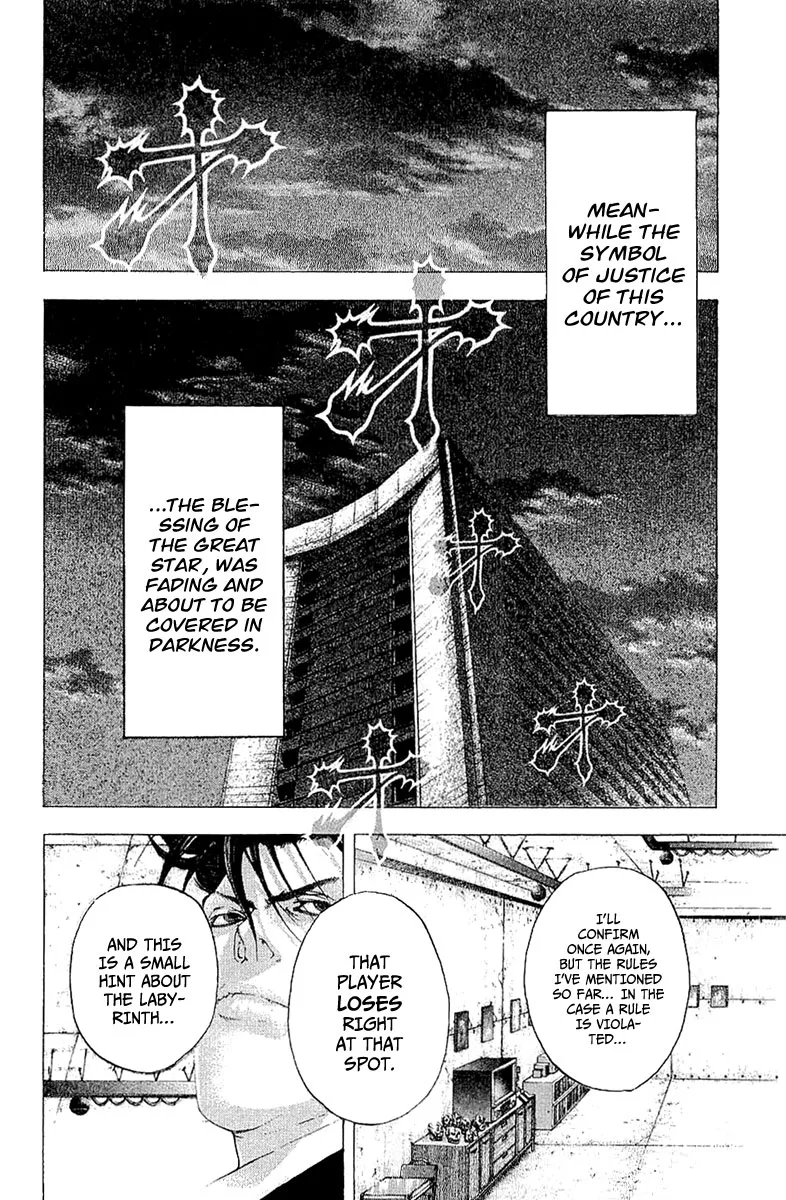 MEAN-
WHILE THE
SYMBOL
OF JUSTICE
OF THIS
COUNTRY...
...THE BLE-
SSING OF
THE GREAT
STAR, WAS
FADING AND
ABOUT TO BE
COVERED IN
DARKNESS.
I'LL
CONFIRM
ONCE AGAIN,
BUT THE RULES
I'VE MENTIONED
SO FAR... IN THE
CASE A RULE
IS VIOLA-
TED...
THAT
PLAYER
LOSES
RIGHT
AT THAT
SPOT.
AND THIS
IS A SMALL
HINT ABOUT
THE LABY-
RINTH...